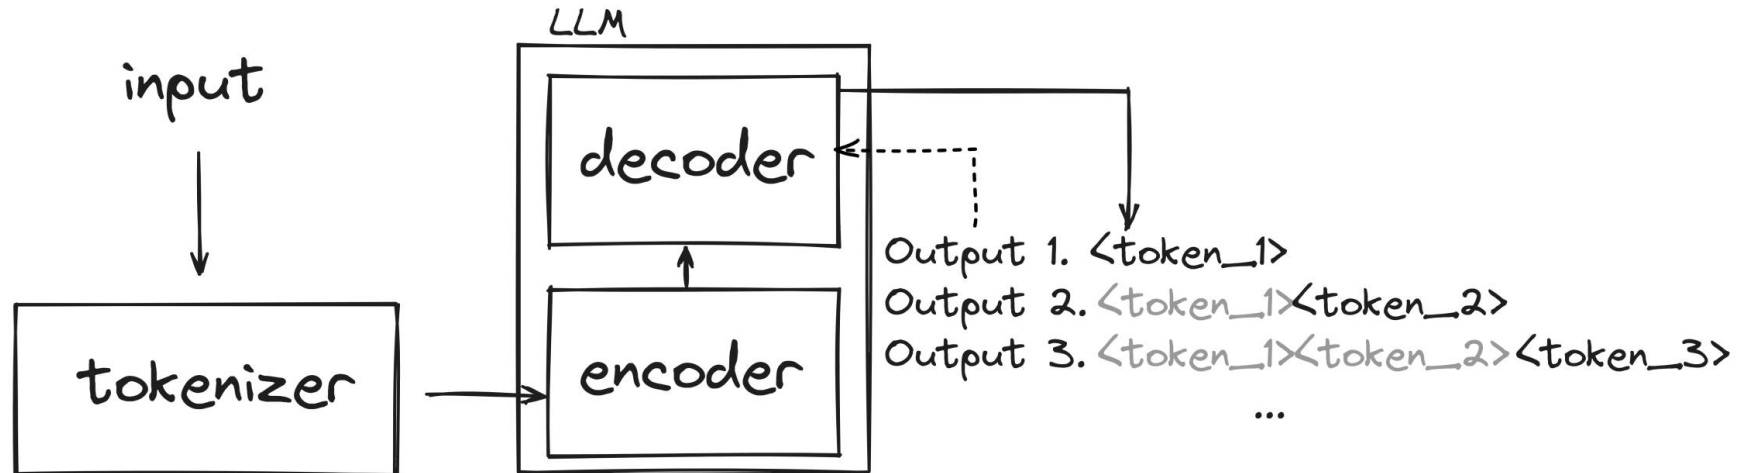 LLM
input
decoder
Output 1. <token_1>
Output 2. <token_1><token_2>
Output 3. <token_1><token_2><token_3>
tokenizer
encoder
...